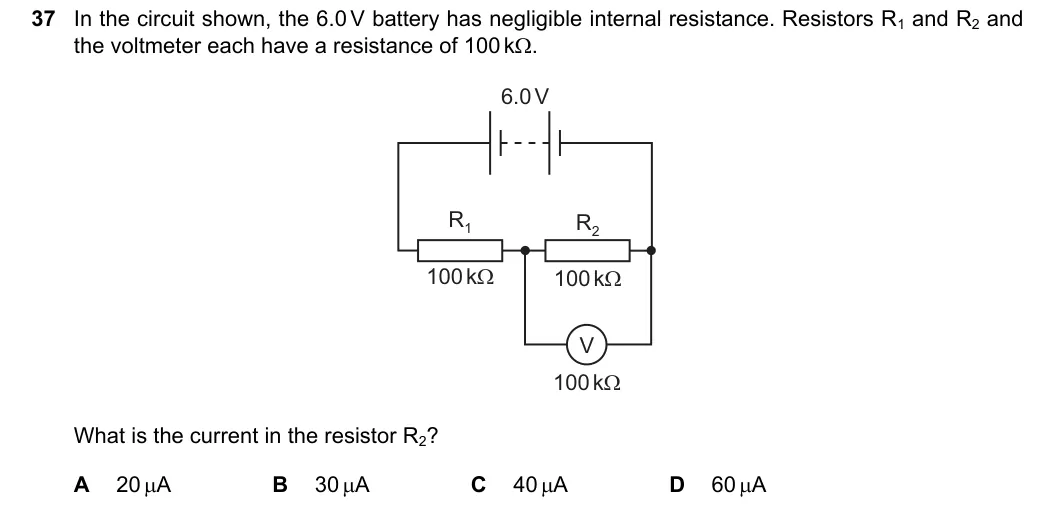 37 In the circuit shown, the 6.0 V battery has negligible internal resistance. Resistors R₁ and R₂ and
the voltmeter each have a resistance of 100 kΩ.
6.0 V
R₁ R₂
100 kΩ 100 kΩ
V
100 kΩ
What is the current in the resistor R₂?
A 20 μA B 30 μA C 40 μA D 60 μA